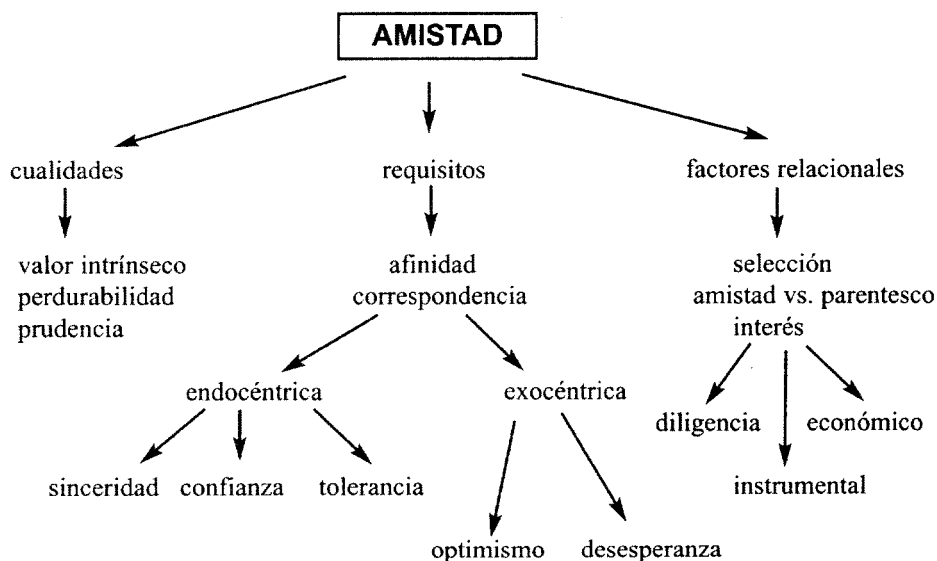 AMISTAD
cualidades
requisitos
factores relacionales
valor intrínseco
perdurabilidad
prudencia
afinidad
correspondencia
selección
amistad vs. parentesco
interés
endocéntrica
exocéntrica
diligencia
económico
sinceridad
confianza
tolerancia
instrumental
optimismo
desesperanza